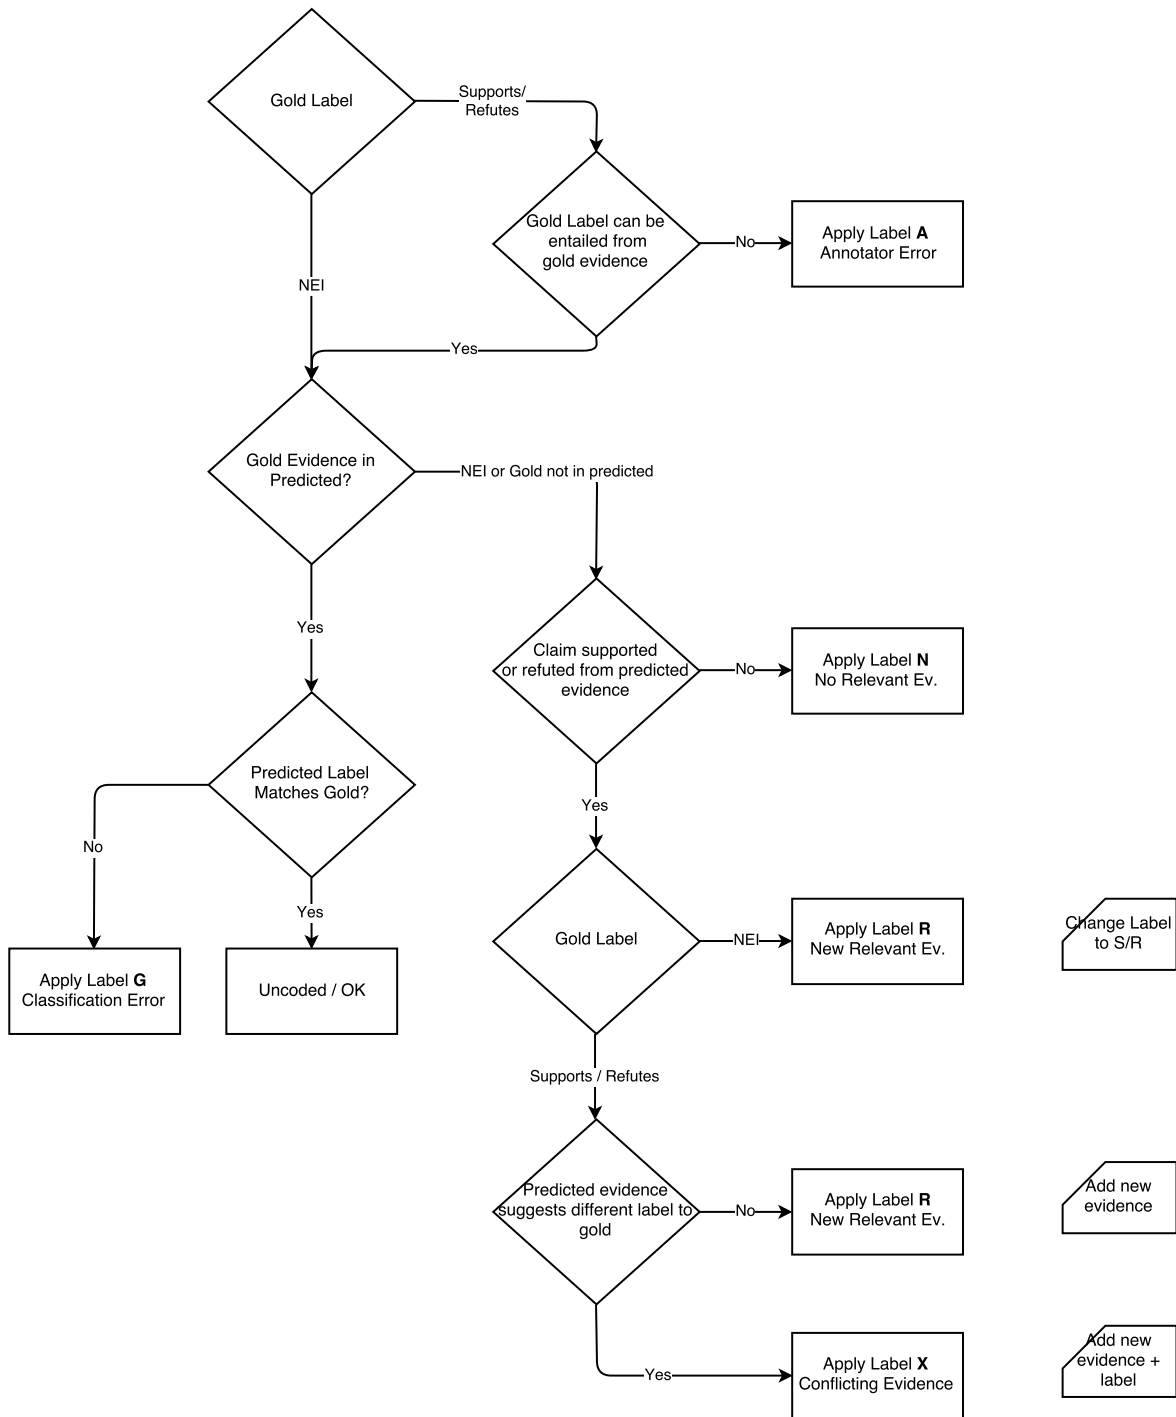 Gold Label
Supports/
Refutes
Gold Label can be
entailed from
gold evidence
No
Apply Label A
Annotator Error
NEI
Yes
Gold Evidence in
Predicted?
NEI or Gold not in predicted
Yes
Claim supported
or refuted from predicted
evidence
No
Apply Label N
No Relevant Ev.
Predicted Label
Matches Gold?
Yes
No
Yes
Apply Label G
Classification Error
Uncoded / OK
Gold Label
NEI
Apply Label R
New Relevant Ev.
Change Label
to S/R
Supports / Refutes
Predicted evidence
suggests different label to
gold
No
Apply Label R
New Relevant Ev.
Add new
evidence
Yes
Apply Label X
Conflicting Evidence
Add new
evidence +
label